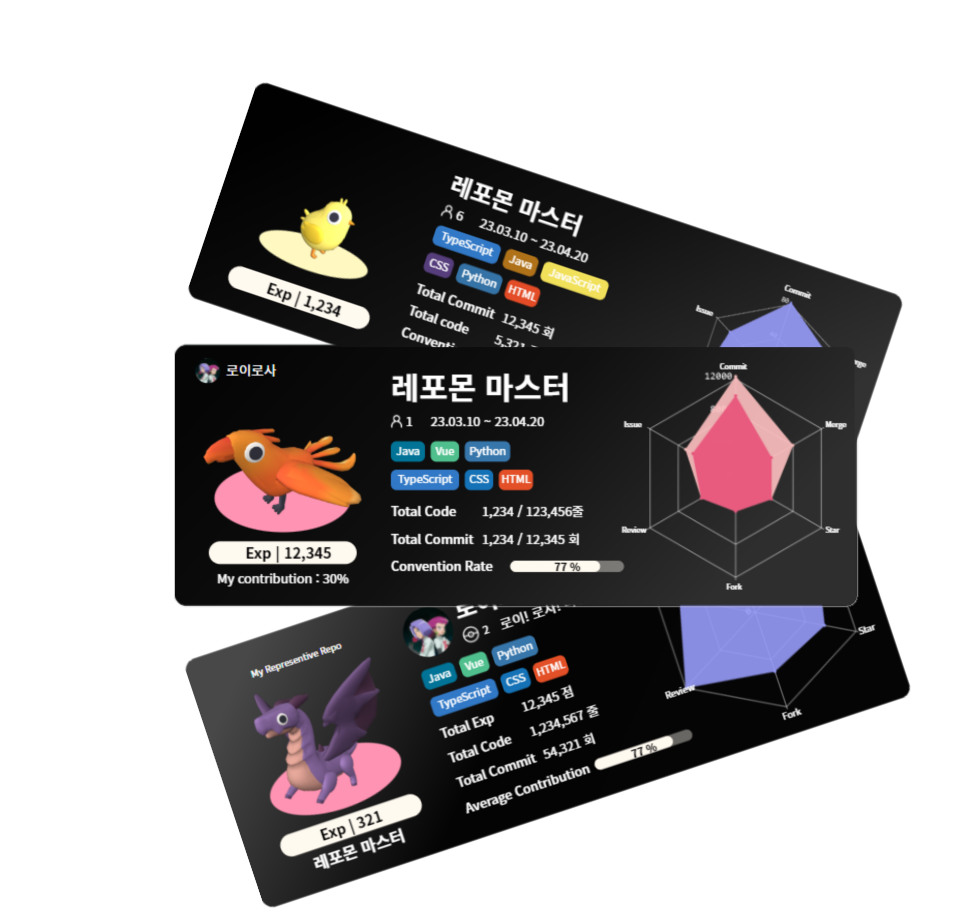 레포몬 마스터
6 23.03.10 ~ 23.04.20
TypeScript Java JavaScript
CSS Python HTML
Total Commit 12,345 회
Total code 5,321
Exp | 1,234
Commit
80
Issue
로이로사
레포몬 마스터
1 23.03.10 ~ 23.04.20
Java Vue Python
TypeScript CSS HTML
Total Code 1,234 / 123,456줄
Total Commit 1,234 / 12,345 회
Convention Rate 77 %
Exp | 12,345
My contribution : 30%
Commit
12000
Issue
Merge
Review
Star
Fork
My Representive Repo
2 로이! 로사!
Java Vue Python
TypeScript CSS HTML
Total Exp 12,345 점
Total Code 1,234,567 줄
Total Commit 54,321 회
Average Contribution 77 %
Exp | 321
레포몬 마스터
Review
Star
Fork